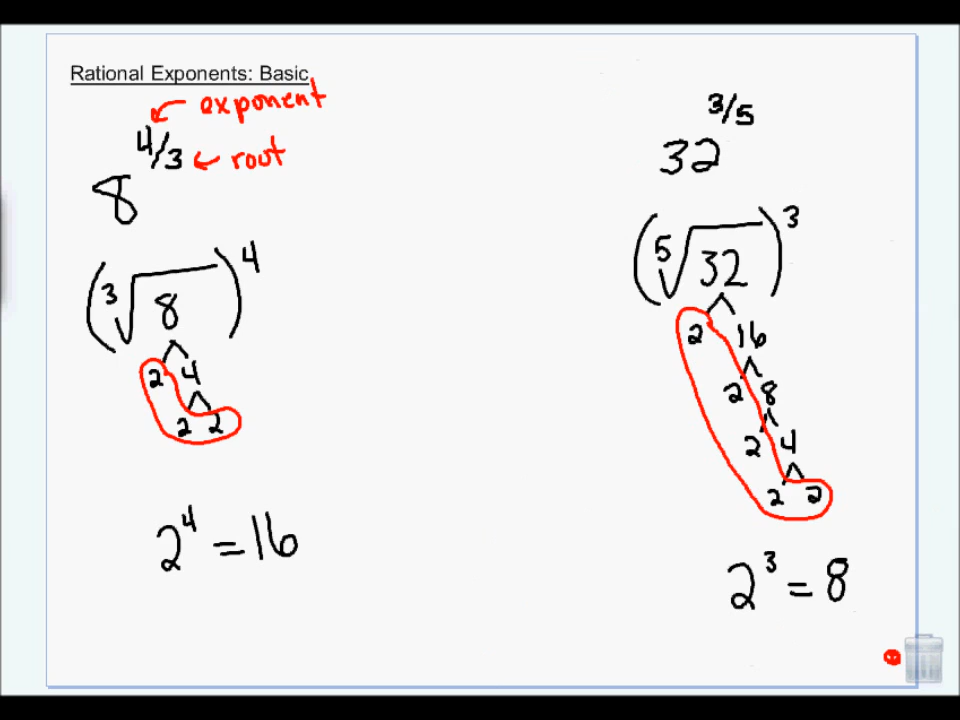 Rational Exponents: Basic
8^{4/3}
← exponent
← root
(∛8)^4
2 4
2 2
2^4 = 16
32^{3/5}
(⁵√32)^3
2 16
2 8
2 4
2 2
2^3 = 8